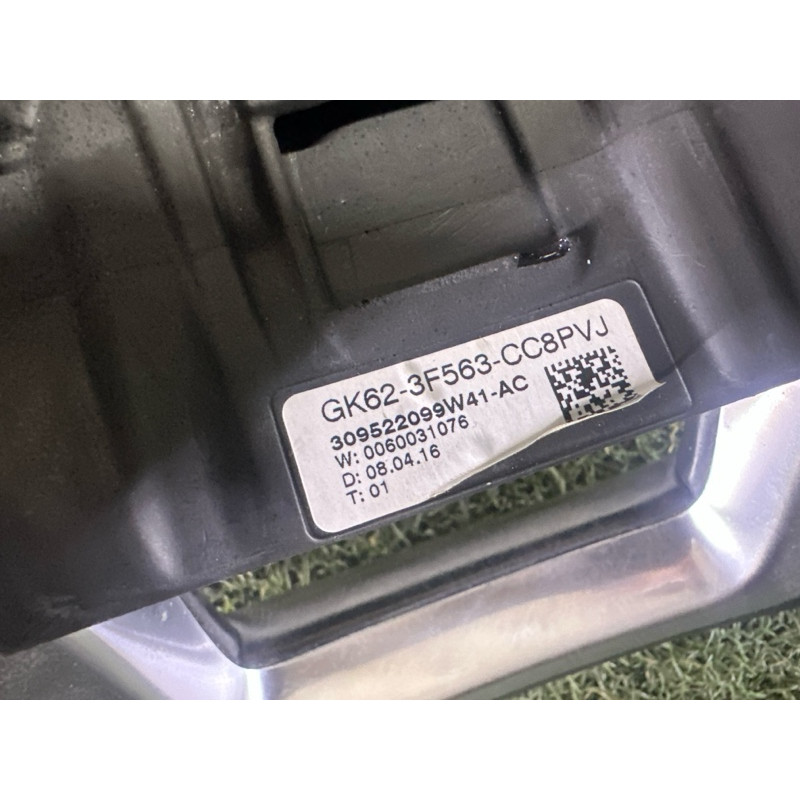 GK62-3F563-CC8PVJ
309522099W41-AC
W: 0060031076
D: 08.04.16
T: 01